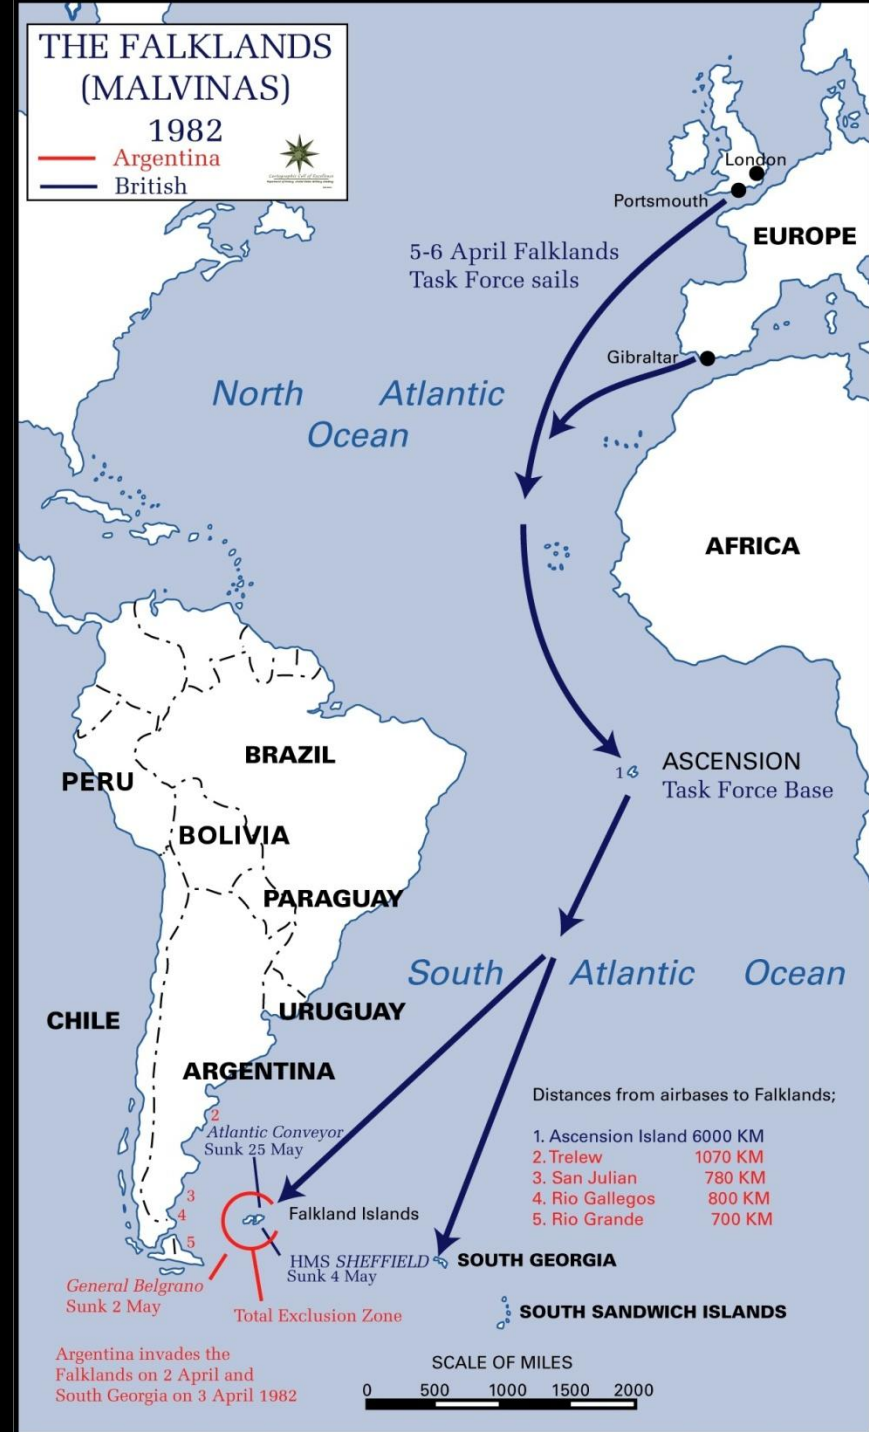 THE FALKLANDS
(MALVINAS)
1982
Argentina
British
London
Portsmouth
EUROPE
5-6 April Falklands
Task Force sails
Gibraltar
North Atlantic
Ocean
AFRICA
BRAZIL
PERU
1
ASCENSION
Task Force Base
BOLIVIA
PARAGUAY
South Atlantic Ocean
CHILE
URUGUAY
ARGENTINA
Distances from airbases to Falklands;
1. Ascension Island 6000 KM
2. Trelew 1070 KM
3. San Julian 780 KM
4. Rio Gallegos 800 KM
5. Rio Grande 700 KM
2
Atlantic Conveyor
Sunk 25 May
3
4
5
Falkland Islands
HMS SHEFFIELD
Sunk 4 May
SOUTH GEORGIA
General Belgrano
Sunk 2 May
Total Exclusion Zone
SOUTH SANDWICH ISLANDS
Argentina invades the
Falklands on 2 April and
South Georgia on 3 April 1982
SCALE OF MILES
0 500 1000 1500 2000